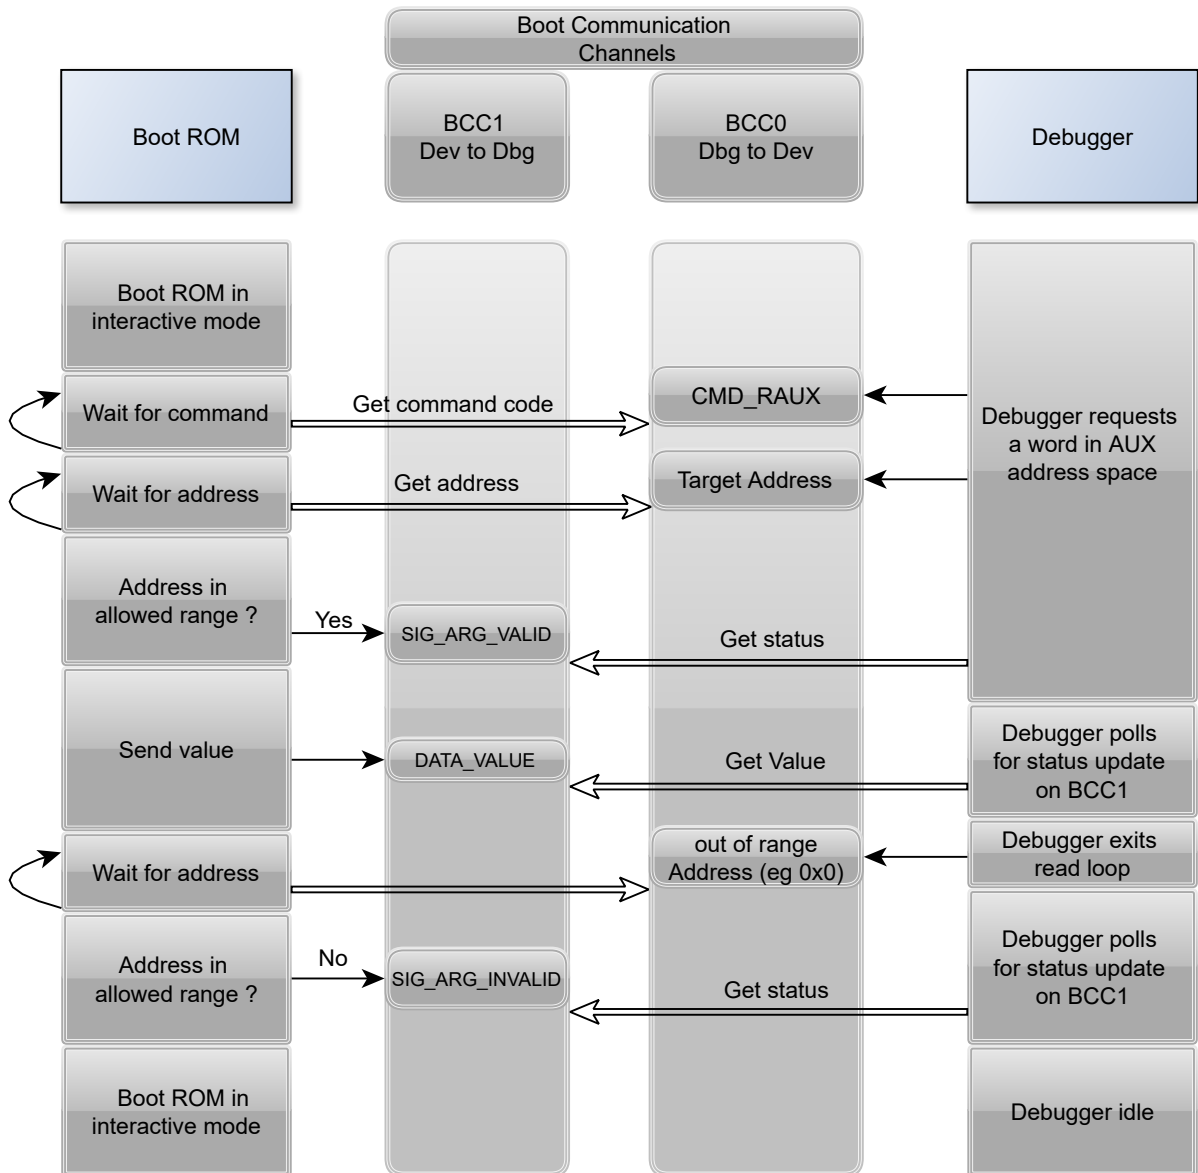 Boot Communication
Channels
Boot ROM
BCC1
Dev to Dbg
BCC0
Dbg to Dev
Debugger
Boot ROM in
interactive mode
Wait for command
Get command code
CMD_RAUX
Debugger requests
a word in AUX
address space
Wait for address
Get address
Target Address
Address in
allowed range ?
Yes
SIG_ARG_VALID
Get status
Send value
DATA_VALUE
Get Value
Debugger polls
for status update
on BCC1
Wait for address
out of range
Address (eg 0x0)
Debugger exits
read loop
Address in
allowed range ?
No
SIG_ARG_INVALID
Get status
Debugger polls
for status update
on BCC1
Boot ROM in
interactive mode
Debugger idle